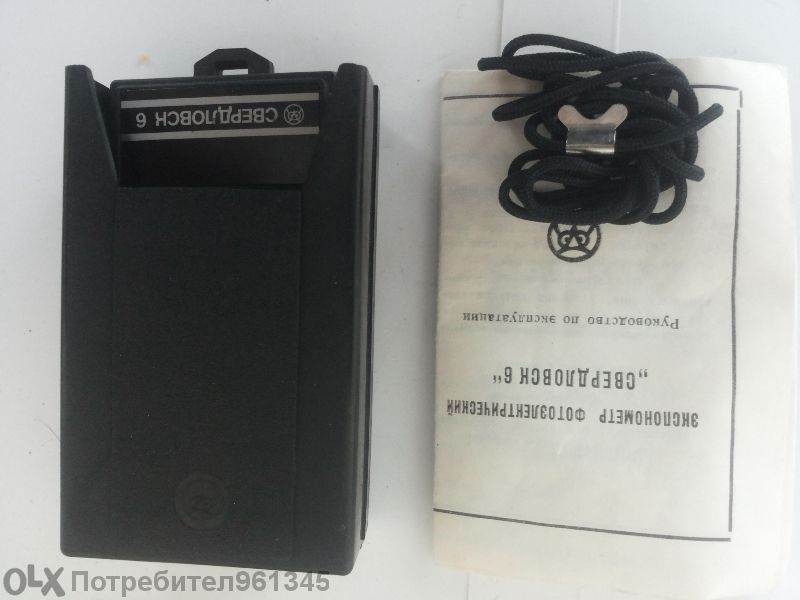 СВЕРДЛОВСК 6
ЭКСПОНОМЕТР ФОТОЭЛЕКТРИЧЕСКИЙ
„СВЕРДЛОВСК 6“
Руководство по эксплуатации
OLX Потребител961345